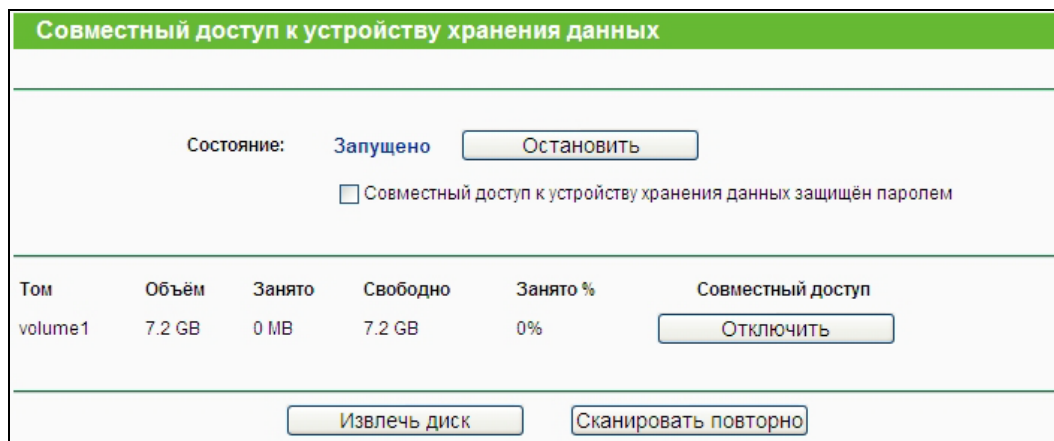 Совместный доступ к устройству хранения данных
Состояние: Запущено Остановить
Совместный доступ к устройству хранения данных защищён паролем
Том Объём Занято Свободно Занято % Совместный доступ
volume1 7.2 GB 0 MB 7.2 GB 0% Отключить
Извлечь диск Сканировать повторно